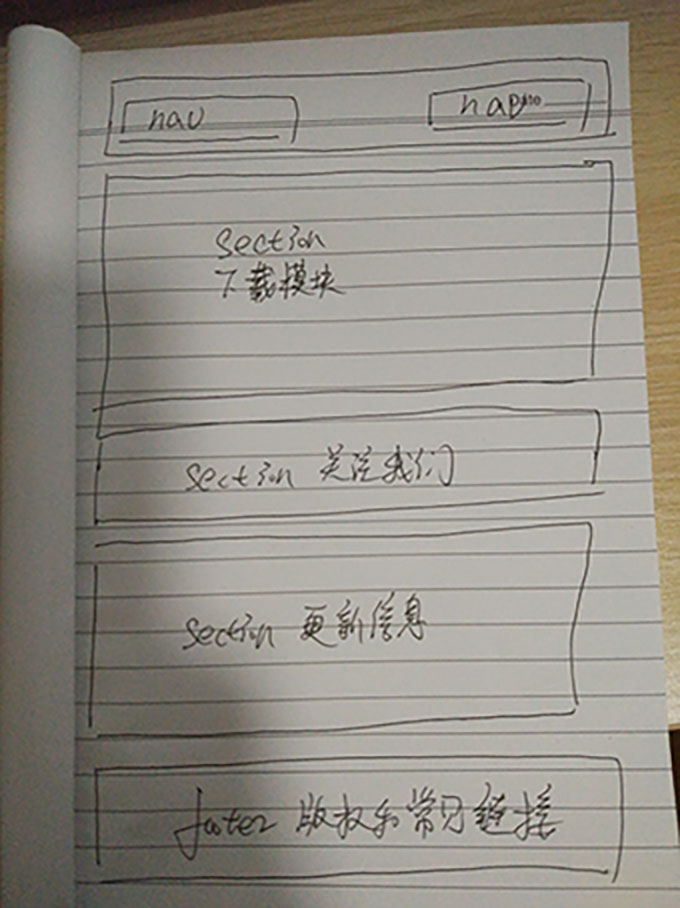 nav
nav
section
下载模块
section 关注我们
section 更新信息
footer 版权和常见链接